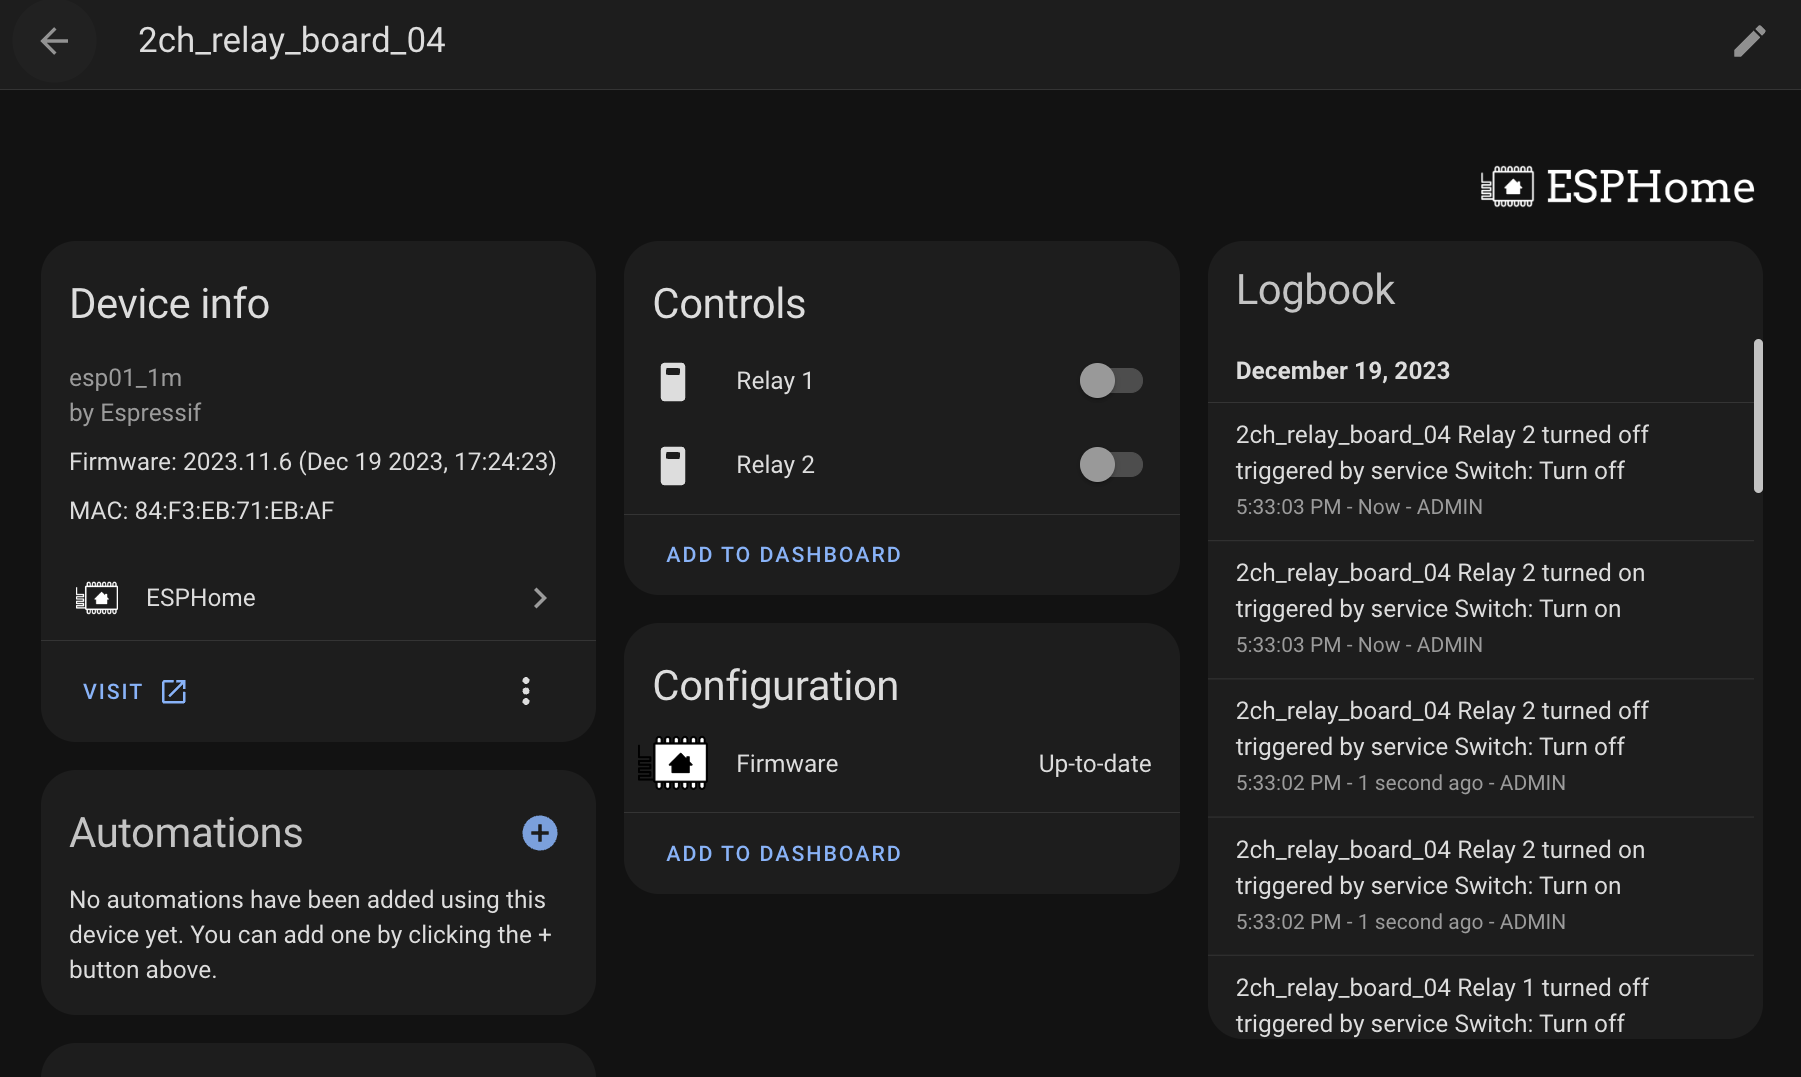 2ch_relay_board_04
ESPHome
Device info
esp01_1m
by Espressif
Firmware: 2023.11.6 (Dec 19 2023, 17:24:23)
MAC: 84:F3:EB:71:EB:AF
ESPHome
VISIT
Automations
No automations have been added using this
device yet. You can add one by clicking the +
button above.
Controls
Relay 1
Relay 2
ADD TO DASHBOARD
Configuration
Firmware Up-to-date
ADD TO DASHBOARD
Logbook
December 19, 2023
2ch_relay_board_04 Relay 2 turned off
triggered by service Switch: Turn off
5:33:03 PM - Now - ADMIN
2ch_relay_board_04 Relay 2 turned on
triggered by service Switch: Turn on
5:33:03 PM - Now - ADMIN
2ch_relay_board_04 Relay 2 turned off
triggered by service Switch: Turn off
5:33:02 PM - 1 second ago - ADMIN
2ch_relay_board_04 Relay 2 turned on
triggered by service Switch: Turn on
5:33:02 PM - 1 second ago - ADMIN
2ch_relay_board_04 Relay 1 turned off
triggered by service Switch: Turn off